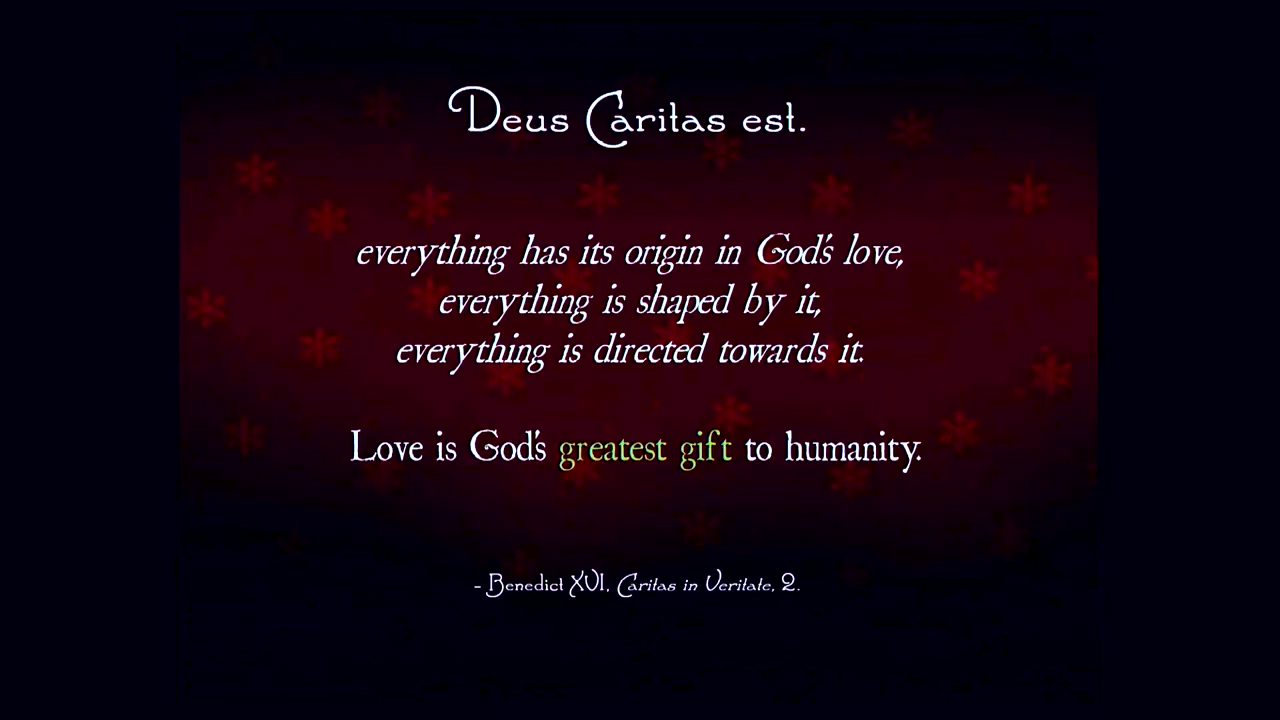 Deus Caritas est.
everything has its origin in God's love,
everything is shaped by it,
everything is directed towards it.
Love is God's greatest gift to humanity.
- Benedict XVI, Caritas in Veritate, 2.